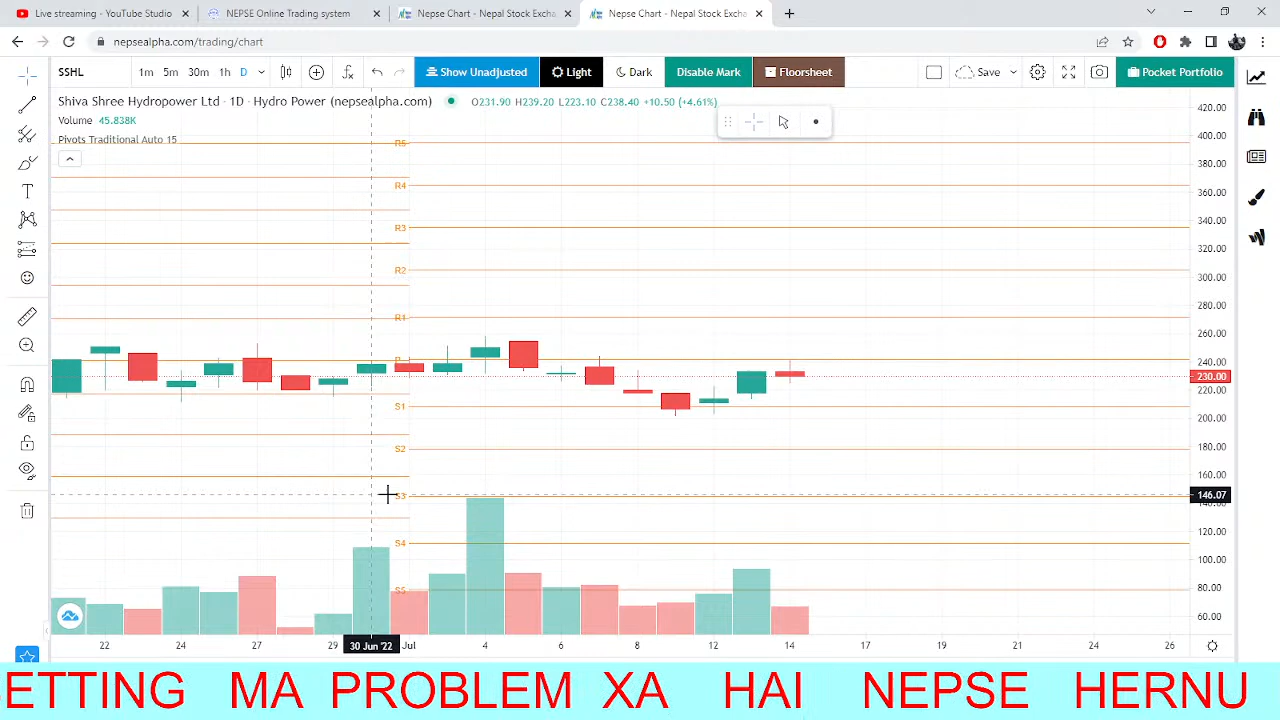 Live streaming - YouTube Studio
NEPSE Online Trading System
Nepse Chart - Nepal Stock Excha
Nepse Chart - Nepal Stock Excha
nepsealpha.com/trading/chart
SSHL 1m 5m 30m 1h D Show Unadjusted Light Dark Disable Mark Floorsheet Save Pocket Portfolio
Shiva Shree Hydropower Ltd · 1D · Hydro Power (nepsealpha.com) O231.90 H239.20 L223.10 C238.40 +10.50 (+4.61%)
Volume 45.838K
Pivots Traditional Auto 15
R5
R4
R3
R2
R1
P
S1
S2
S3
S4
S5
420.00
400.00
380.00
360.00
340.00
320.00
300.00
280.00
260.00
240.00
230.00
220.00
200.00
180.00
160.00
146.07
140.00
120.00
100.00
80.00
60.00
22 24 27 29 30 Jun '22 Jul 4 6 8 12 14 17 19 21 24 26
ETTING MA PROBLEM XA HAI NEPSE HERNU